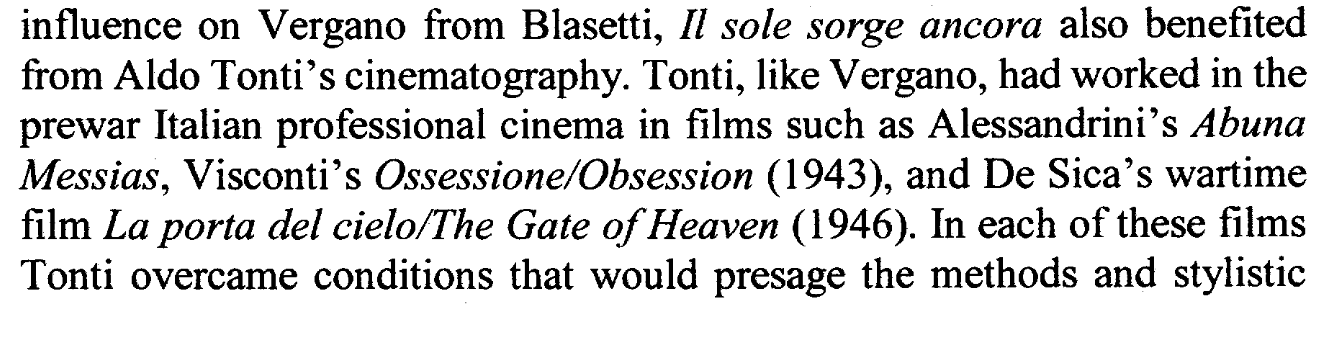 influence on Vergano from Blasetti, Il sole sorge ancora also benefited
from Aldo Tonti's cinematography. Tonti, like Vergano, had worked in the
prewar Italian professional cinema in films such as Alessandrini's Abuna
Messias, Visconti's Ossessione/Obsession (1943), and De Sica's wartime
film La porta del cielo/The Gate of Heaven (1946). In each of these films
Tonti overcame conditions that would presage the methods and stylistic